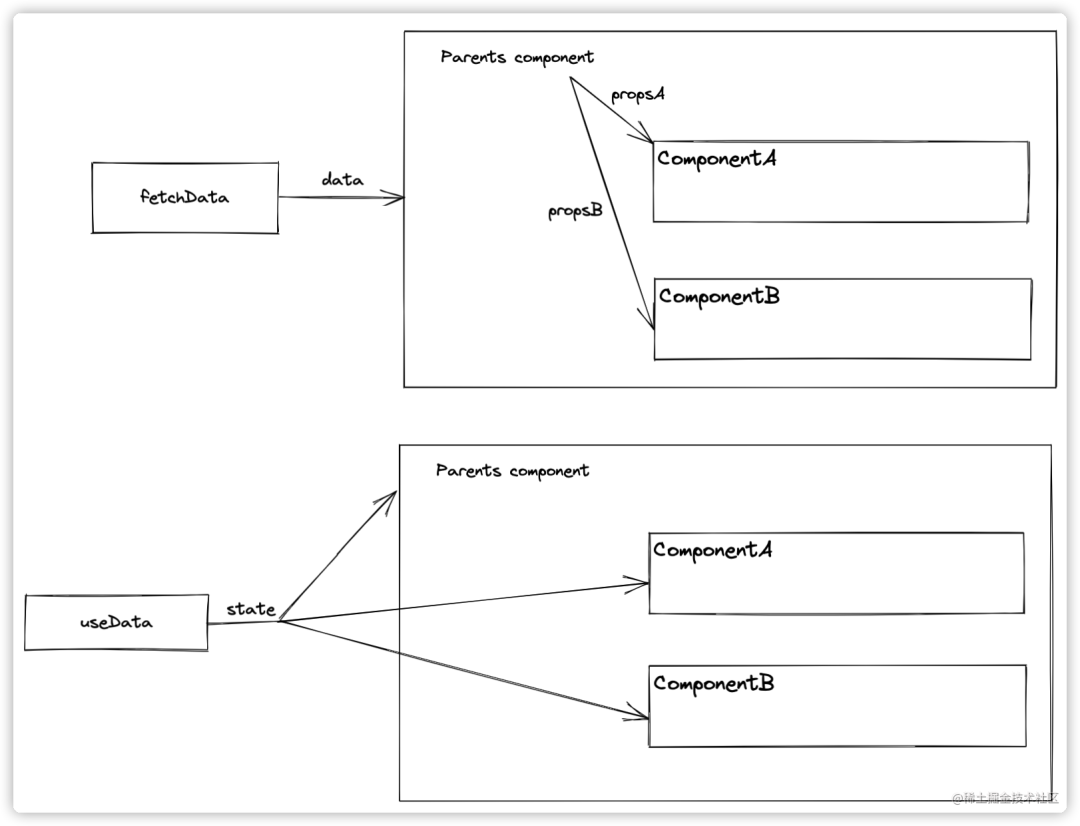 Parents component
propsA
ComponentA
data
fetchData
propsB
ComponentB
Parents component
ComponentA
state
useData
ComponentB
@稀土掘金技术社区